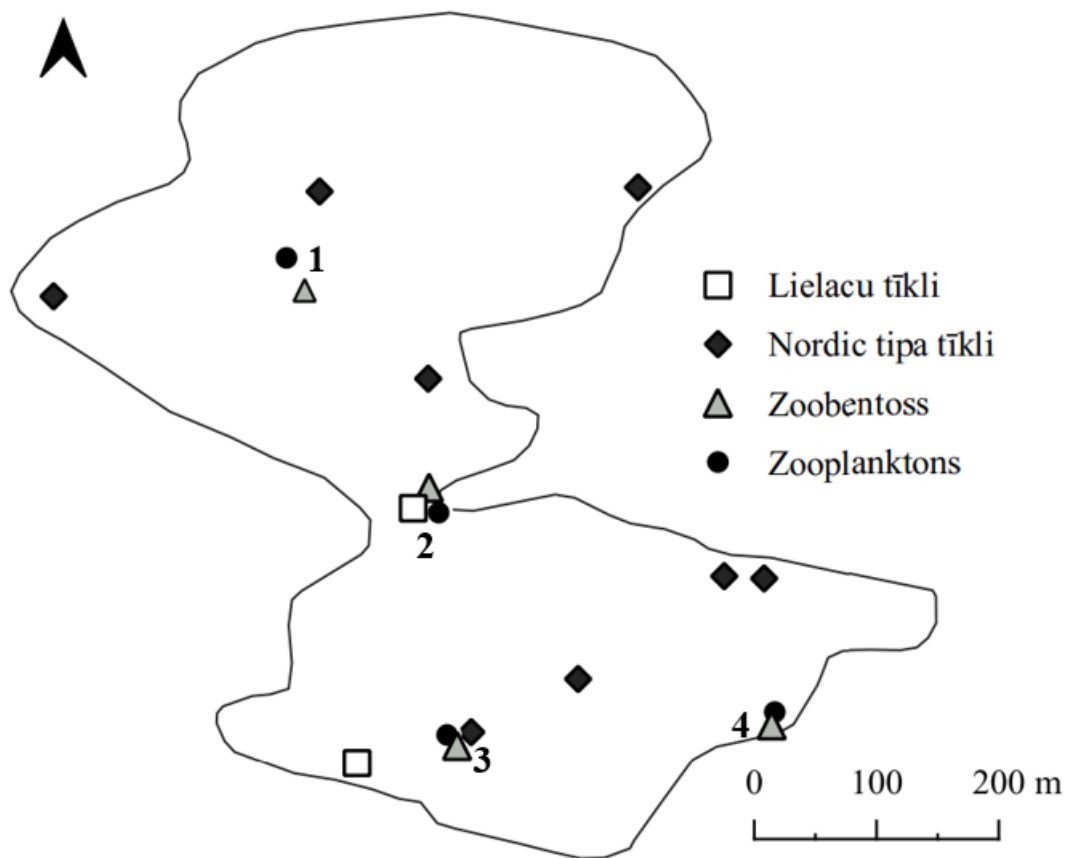 1
Lielacu tīkli
Nordic tipa tīkli
Zoobentoss
Zooplanktons
2
3
4
0 100 200 m